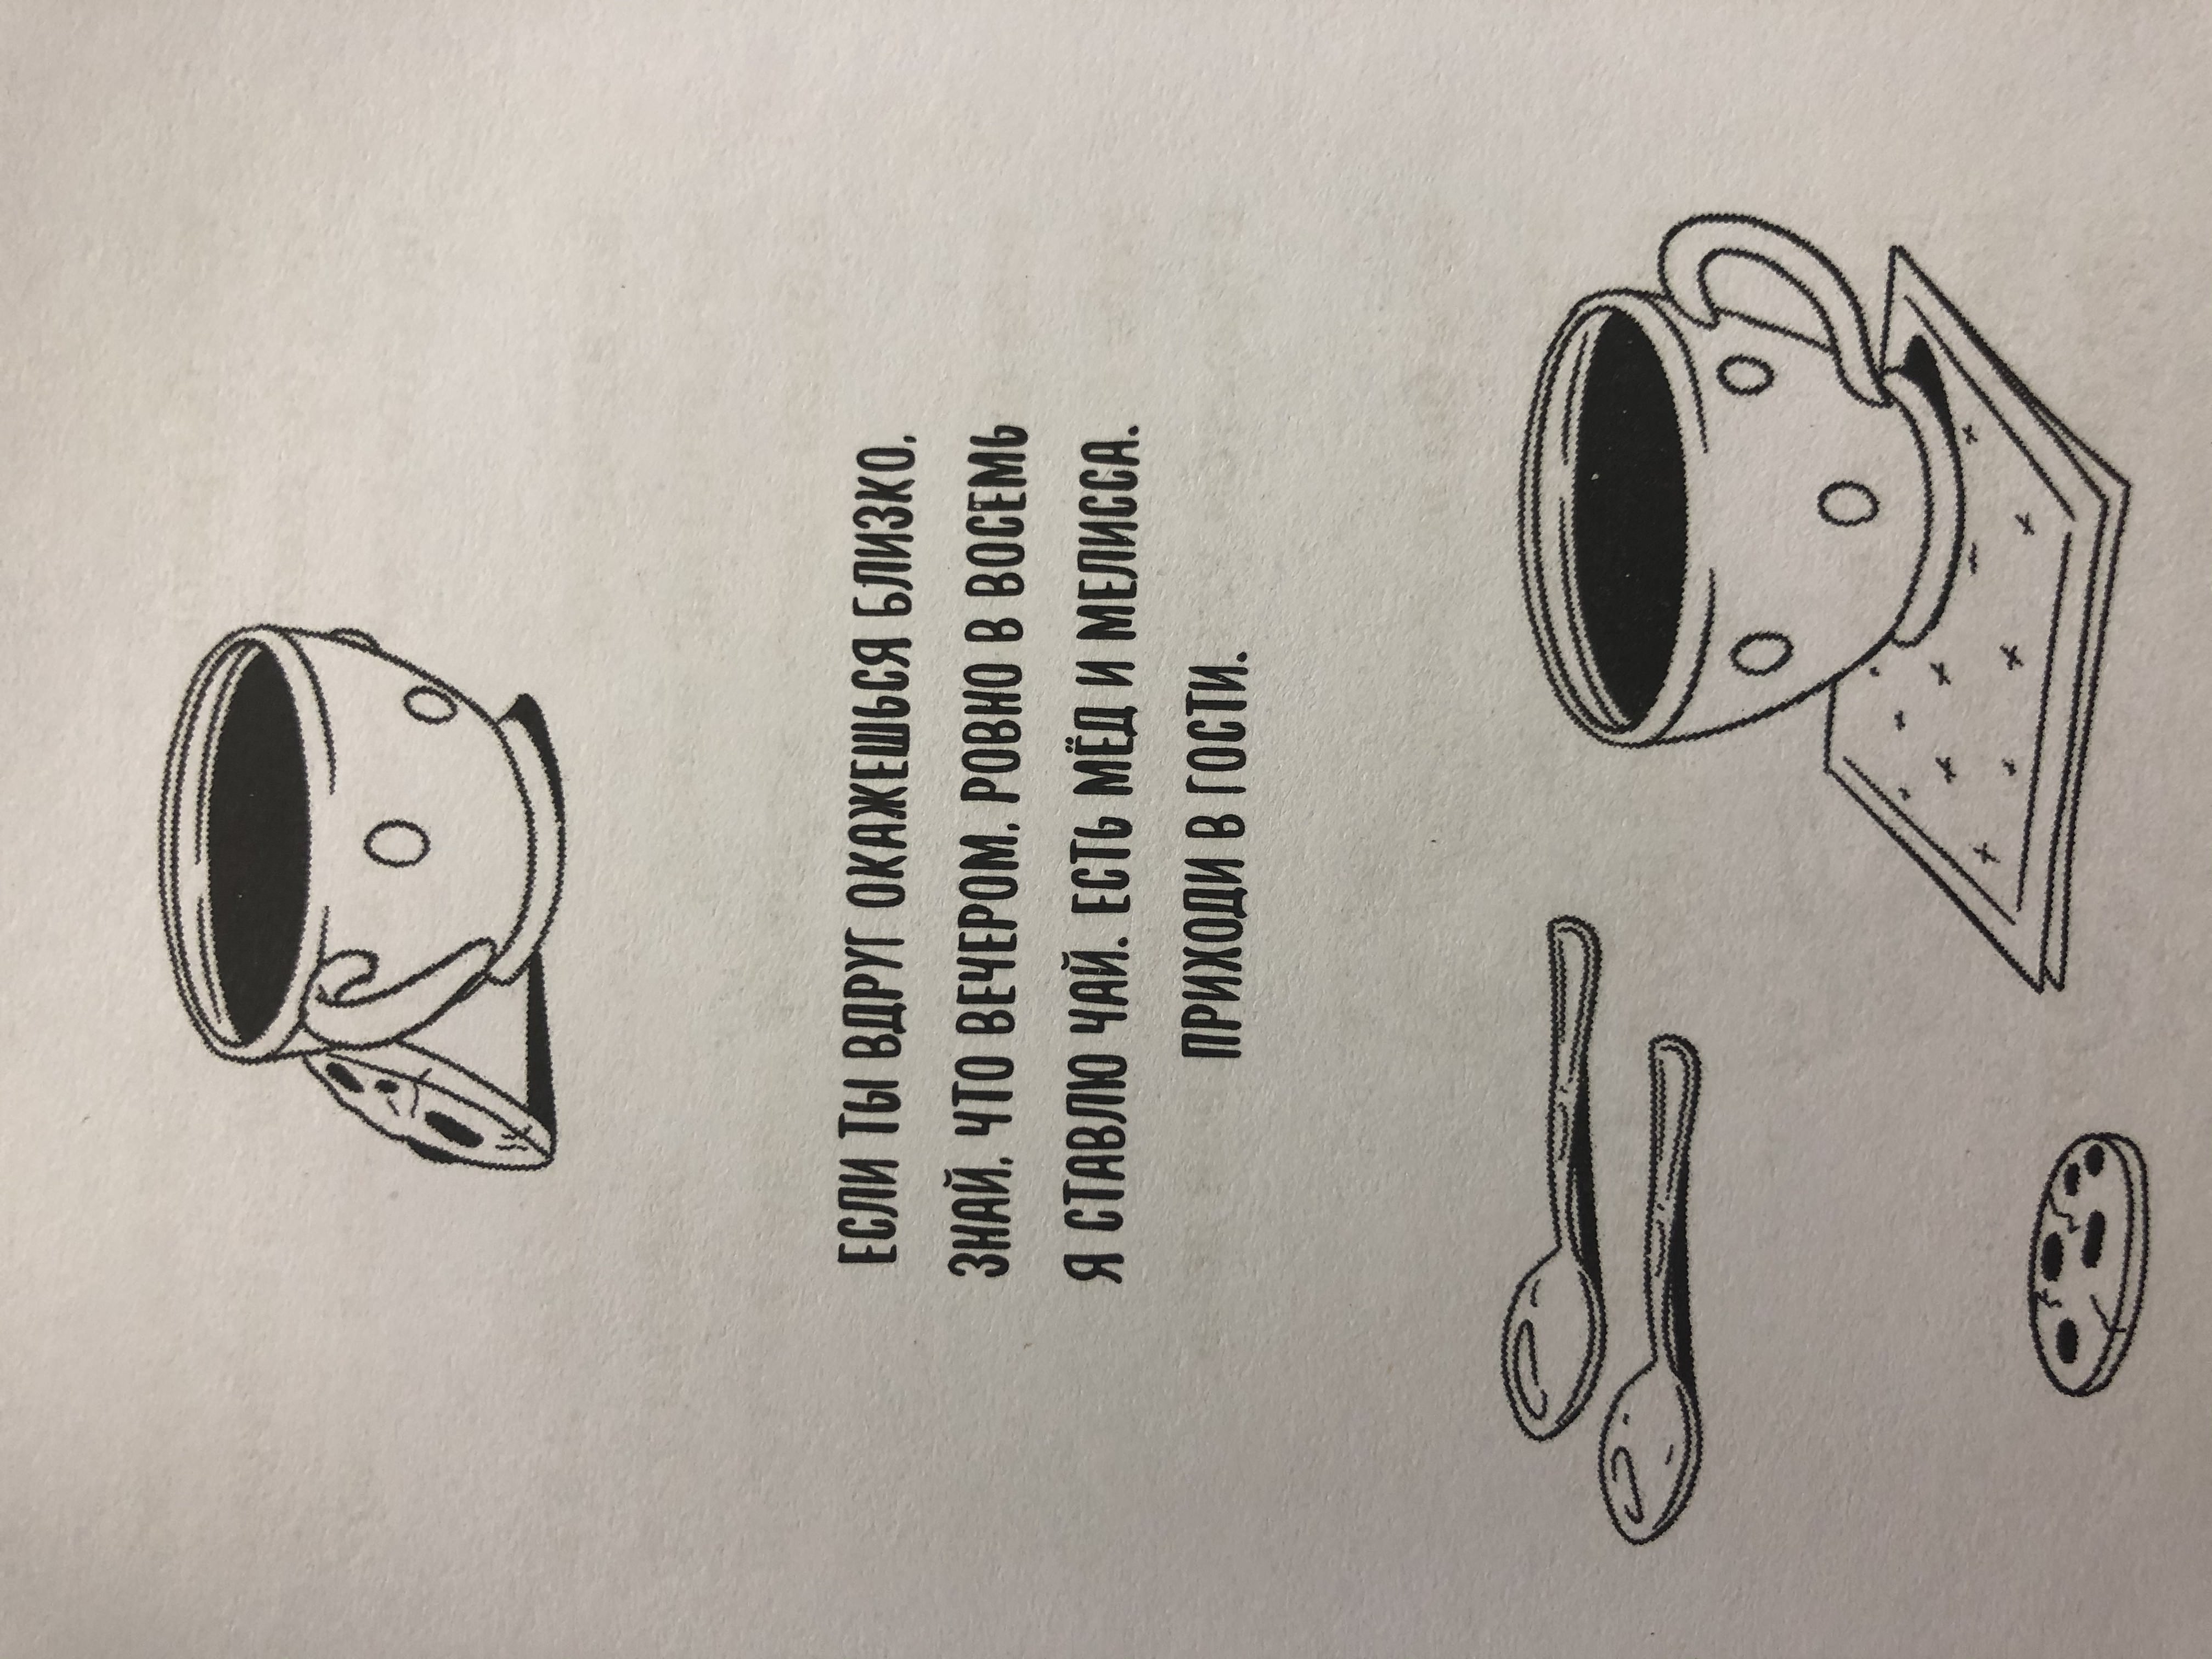 ЕСЛИ ТЫ ВДРУГ ОКАЖЕШЬСЯ БЛИЗКО,
ЗНАЙ, ЧТО ВЕЧЕРОМ, РОВНО В ВОСЕМЬ
Я СТАВЛЮ ЧАЙ. ЕСТЬ МЁД И МЕЛИССА.
ПРИХОДИ В ГОСТИ.